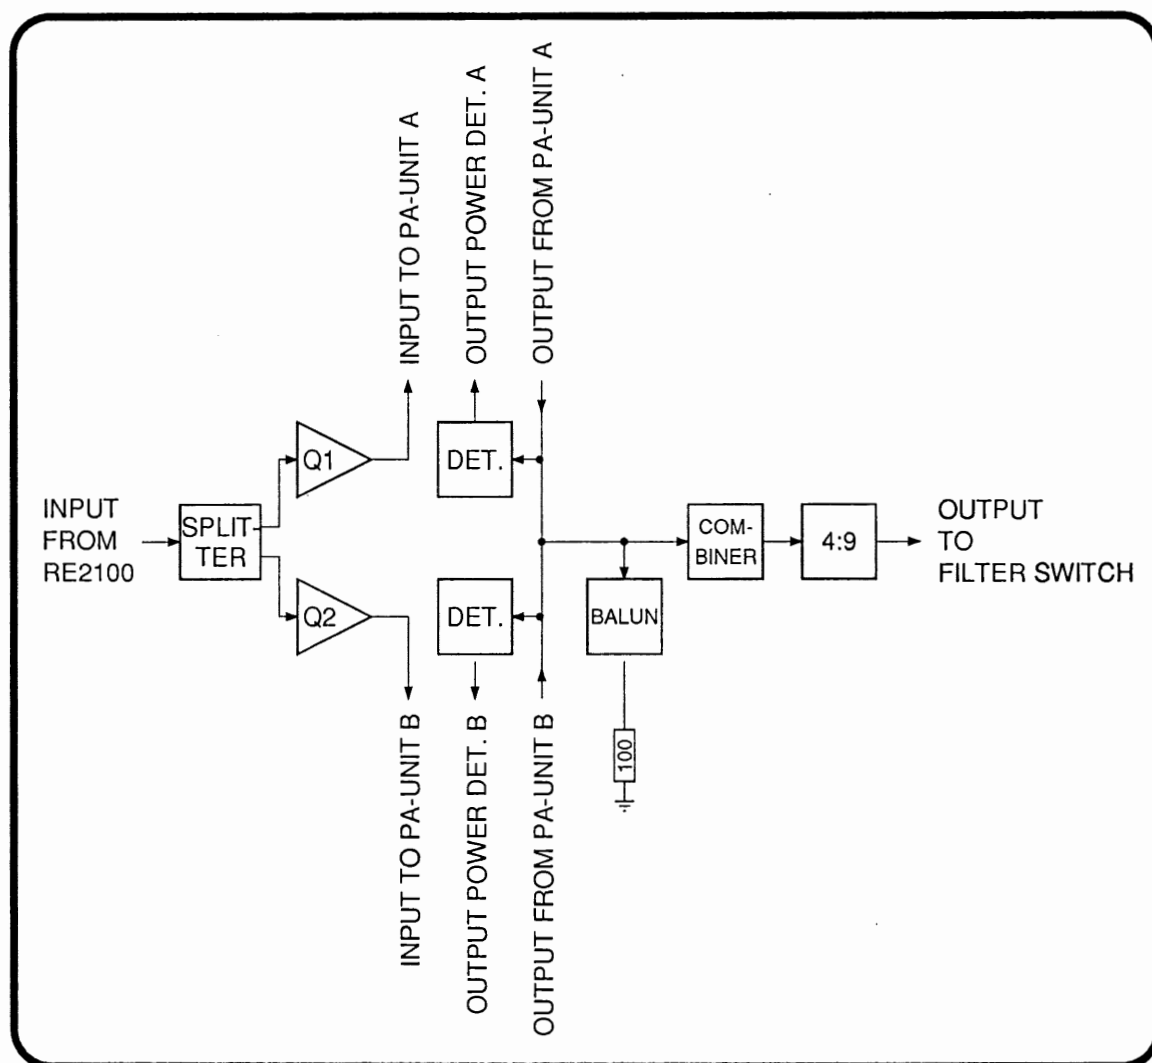 INPUT TO PA-UNIT A
OUTPUT POWER DET. A
OUTPUT FROM PA-UNIT A
Q1
DET.
INPUT
FROM
RE2100
SPLIT-
TER
COM-
BINER
4:9
OUTPUT
TO
FILTER SWITCH
Q2
DET.
BALUN
100
INPUT TO PA-UNIT B
OUTPUT POWER DET. B
OUTPUT FROM PA-UNIT B